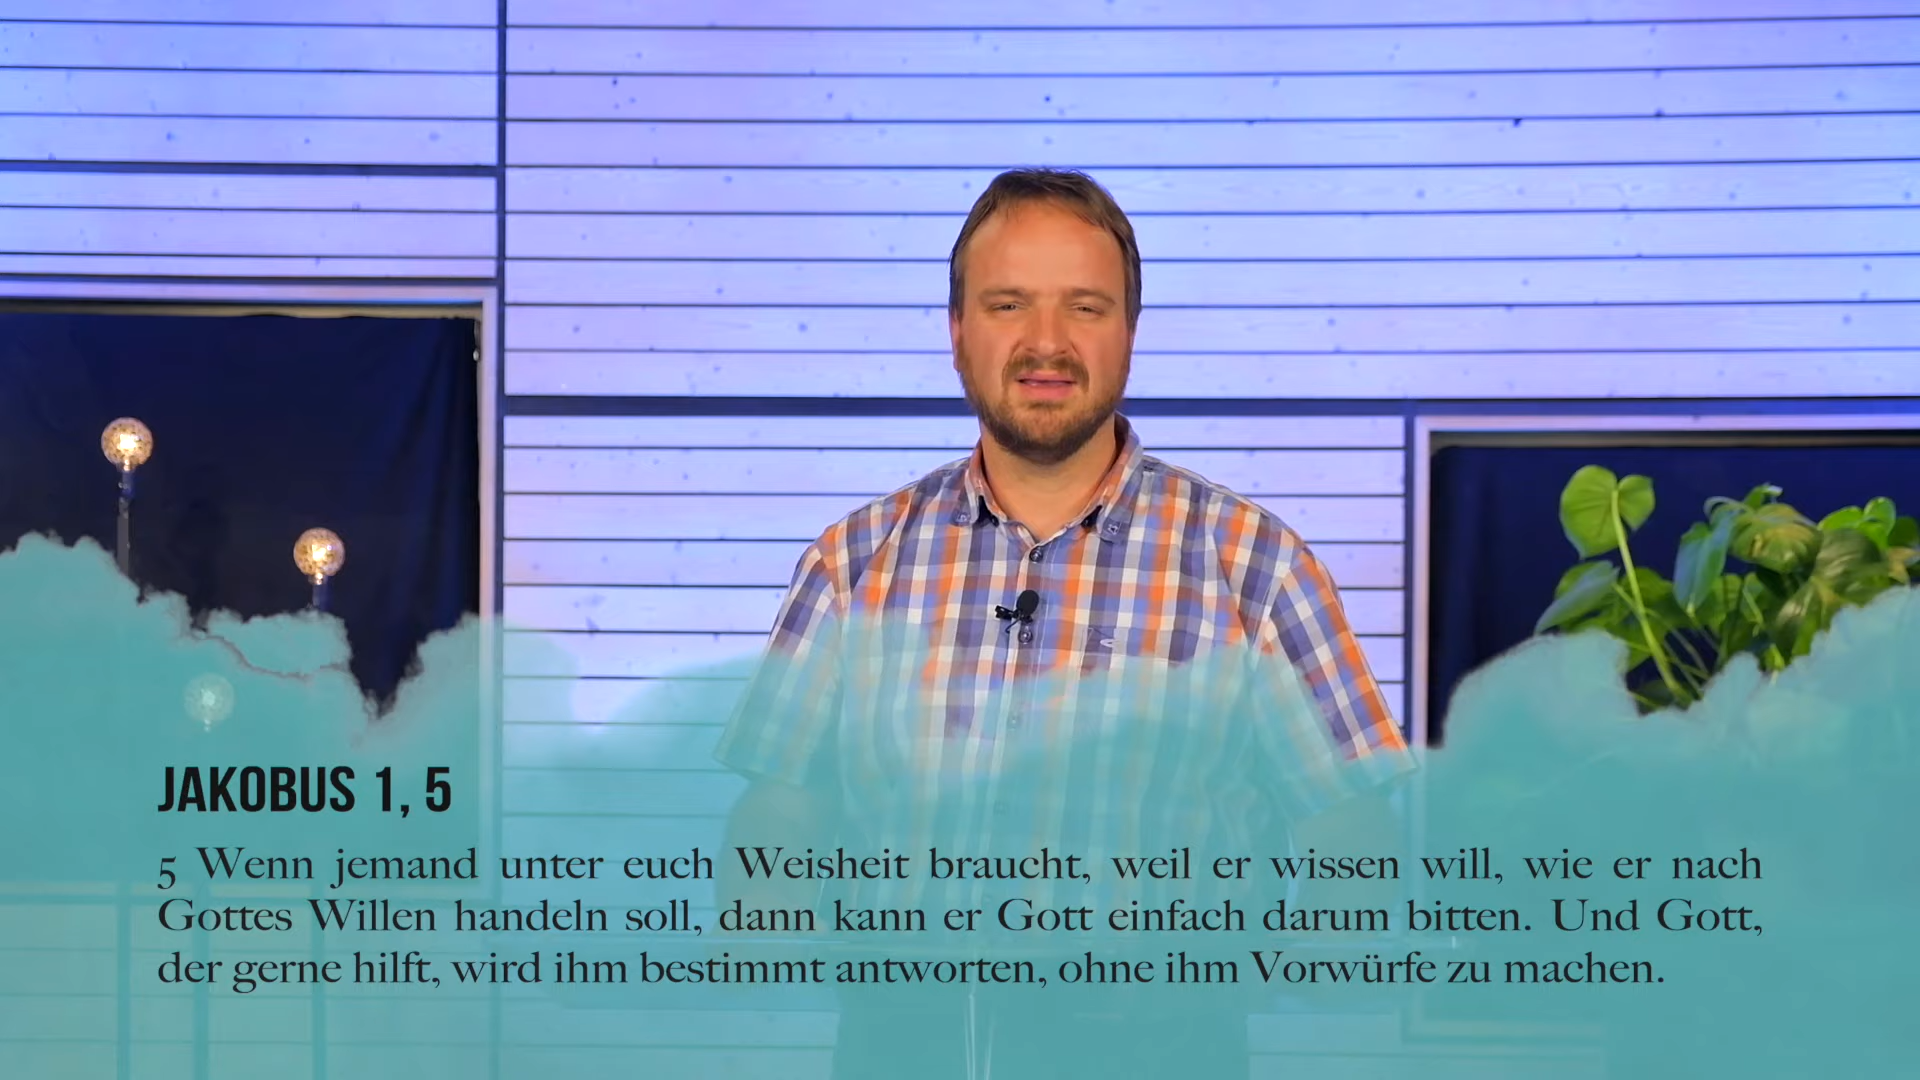 JAKOBUS 1, 5
5 Wenn jemand unter euch Weisheit braucht, weil er wissen will, wie er nach
Gottes Willen handeln soll, dann kann er Gott einfach darum bitten. Und Gott,
der gerne hilft, wird ihm bestimmt antworten, ohne ihm Vorwürfe zu machen.